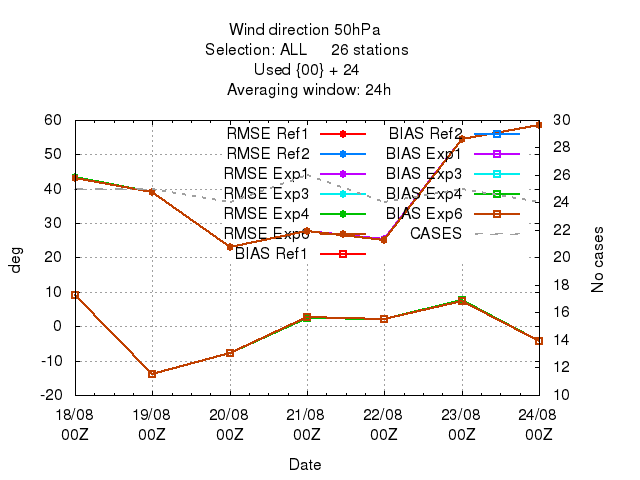 Wind direction 50hPa
Selection: ALL 26 stations
Used {00} + 24
Averaging window: 24h
60
50
40
30
20
10
0
-10
-20
deg
30
28
26
24
22
20
18
16
14
12
10
No cases
RMSE Ref1
RMSE Ref2
RMSE Exp1
RMSE Exp3
RMSE Exp4
RMSE Exp6
BIAS Ref1
BIAS Ref2
BIAS Exp1
BIAS Exp3
BIAS Exp4
BIAS Exp6
CASES
18/08 19/08 20/08 21/08 22/08 23/08 24/08
00Z 00Z 00Z 00Z 00Z 00Z 00Z
Date